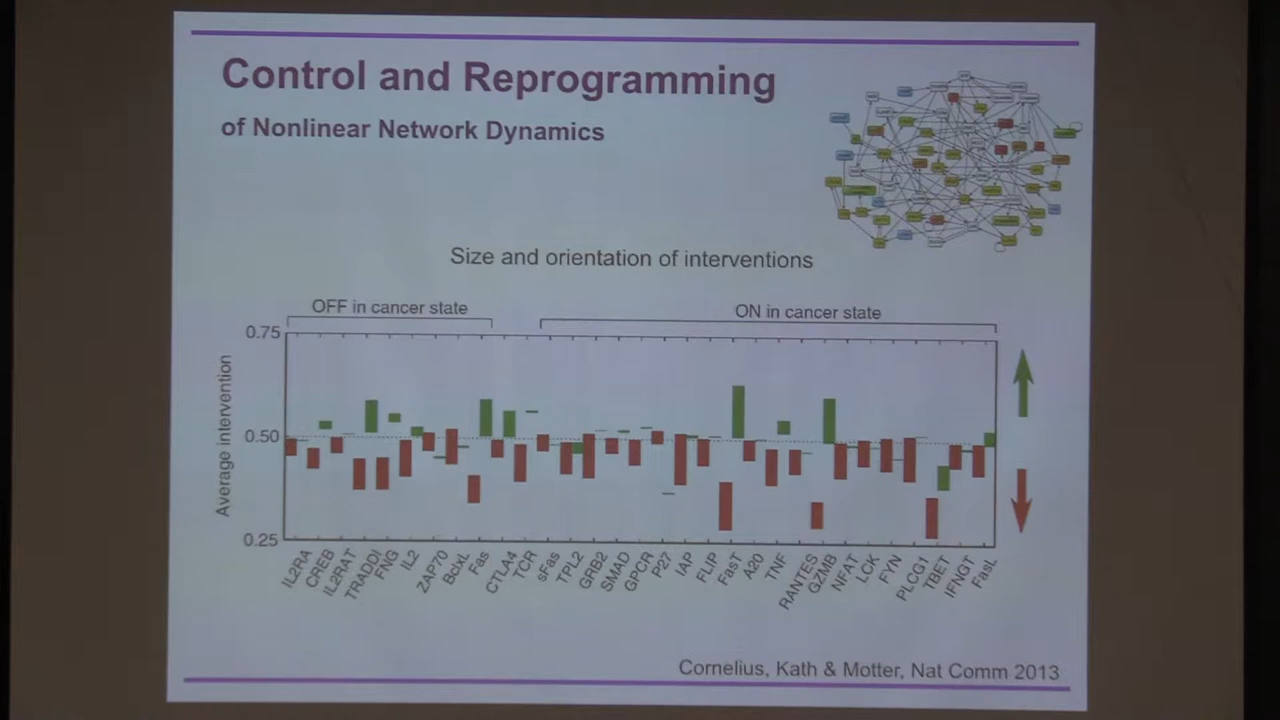 Control and Reprogramming
of Nonlinear Network Dynamics
Size and orientation of interventions
OFF in cancer state
ON in cancer state
0.75
0.50
0.25
Average intervention
IL2RA
CREB
IL2RAT
TRADDI
FNG
IL2
ZAP70
BclxL
Fas
CTLA4
TCR
sFas
TPL2
GRB2
SMAD
GPCR
P27
IAP
FLIP
FasT
A20
TNF
RANTES
GZMB
NFAT
LCK
FYN
PLCG1
TBET
IFNGT
FasL
Cornelius, Kath & Motter, Nat Comm 2013